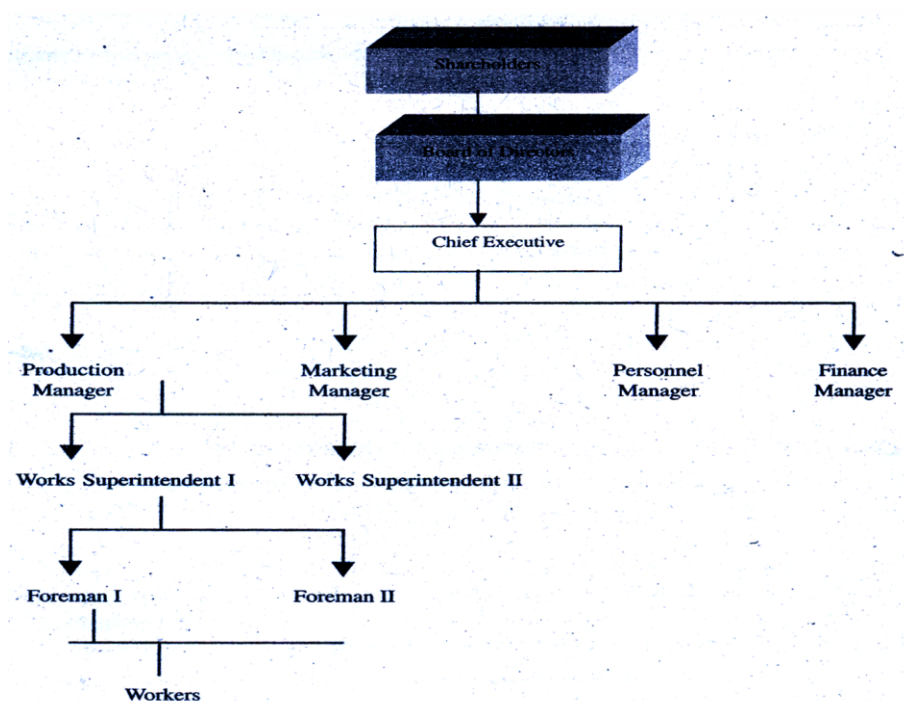 Shareholders
Board of Directors
Chief Executive
Production
Manager
Marketing
Manager
Personnel
Manager
Finance
Manager
Works Superintendent I
Works Superintendent II
Foreman I
Foreman II
Workers